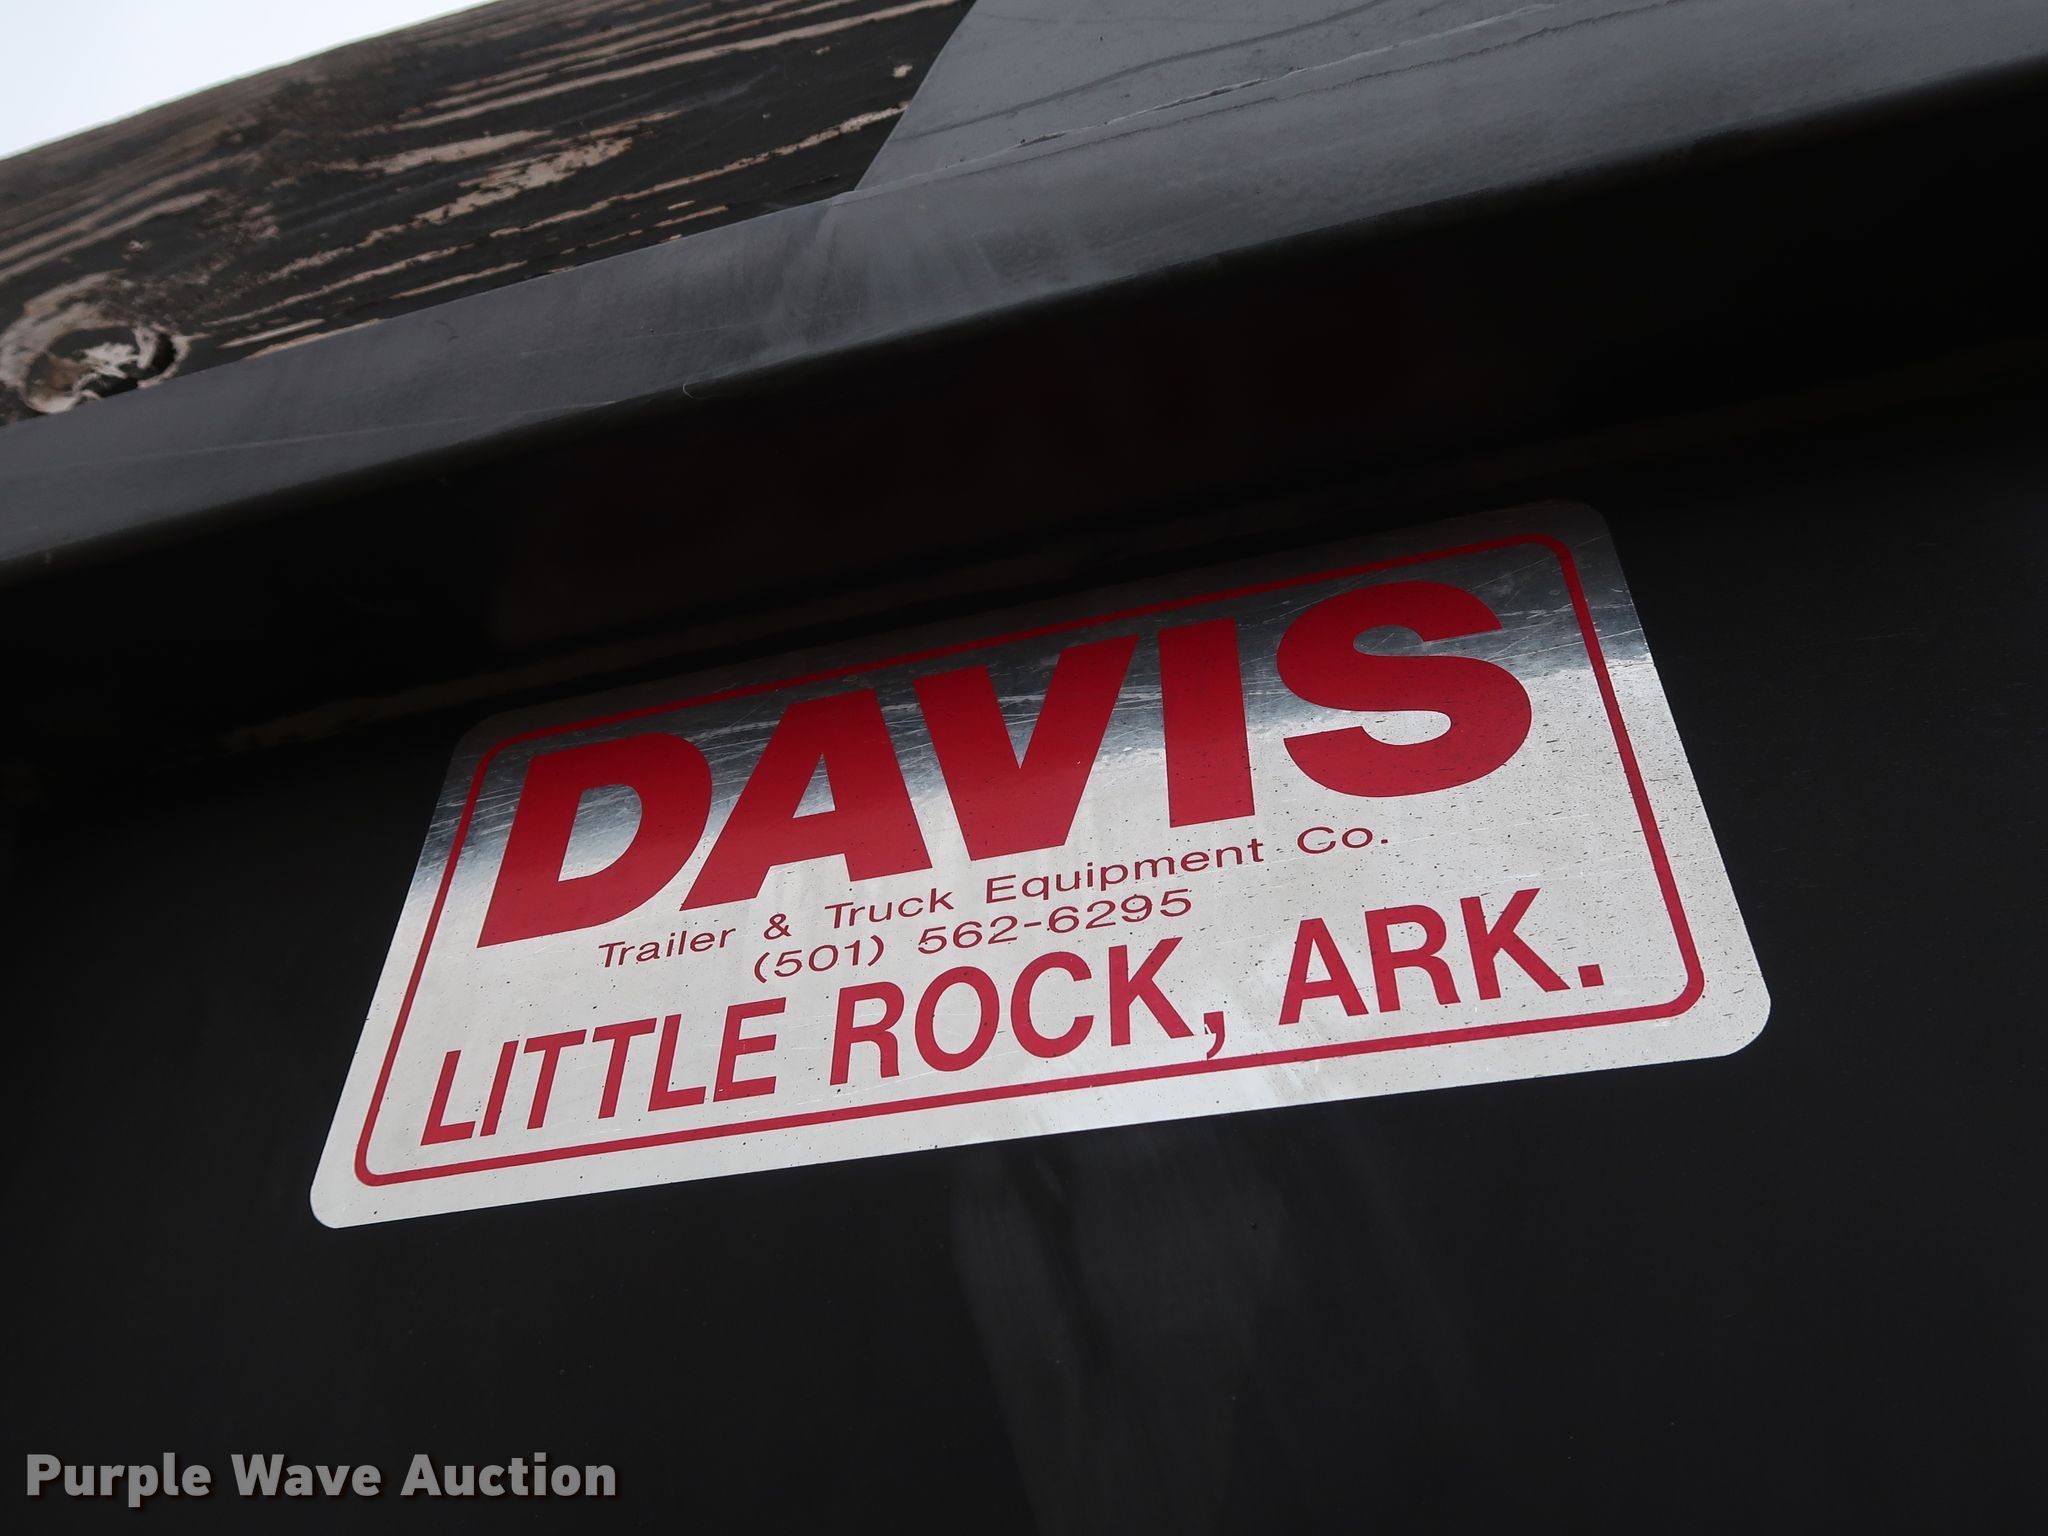 DAVIS
Trailer & Truck Equipment Co.
(501) 562-6295
LITTLE ROCK, ARK.
Purple Wave Auction